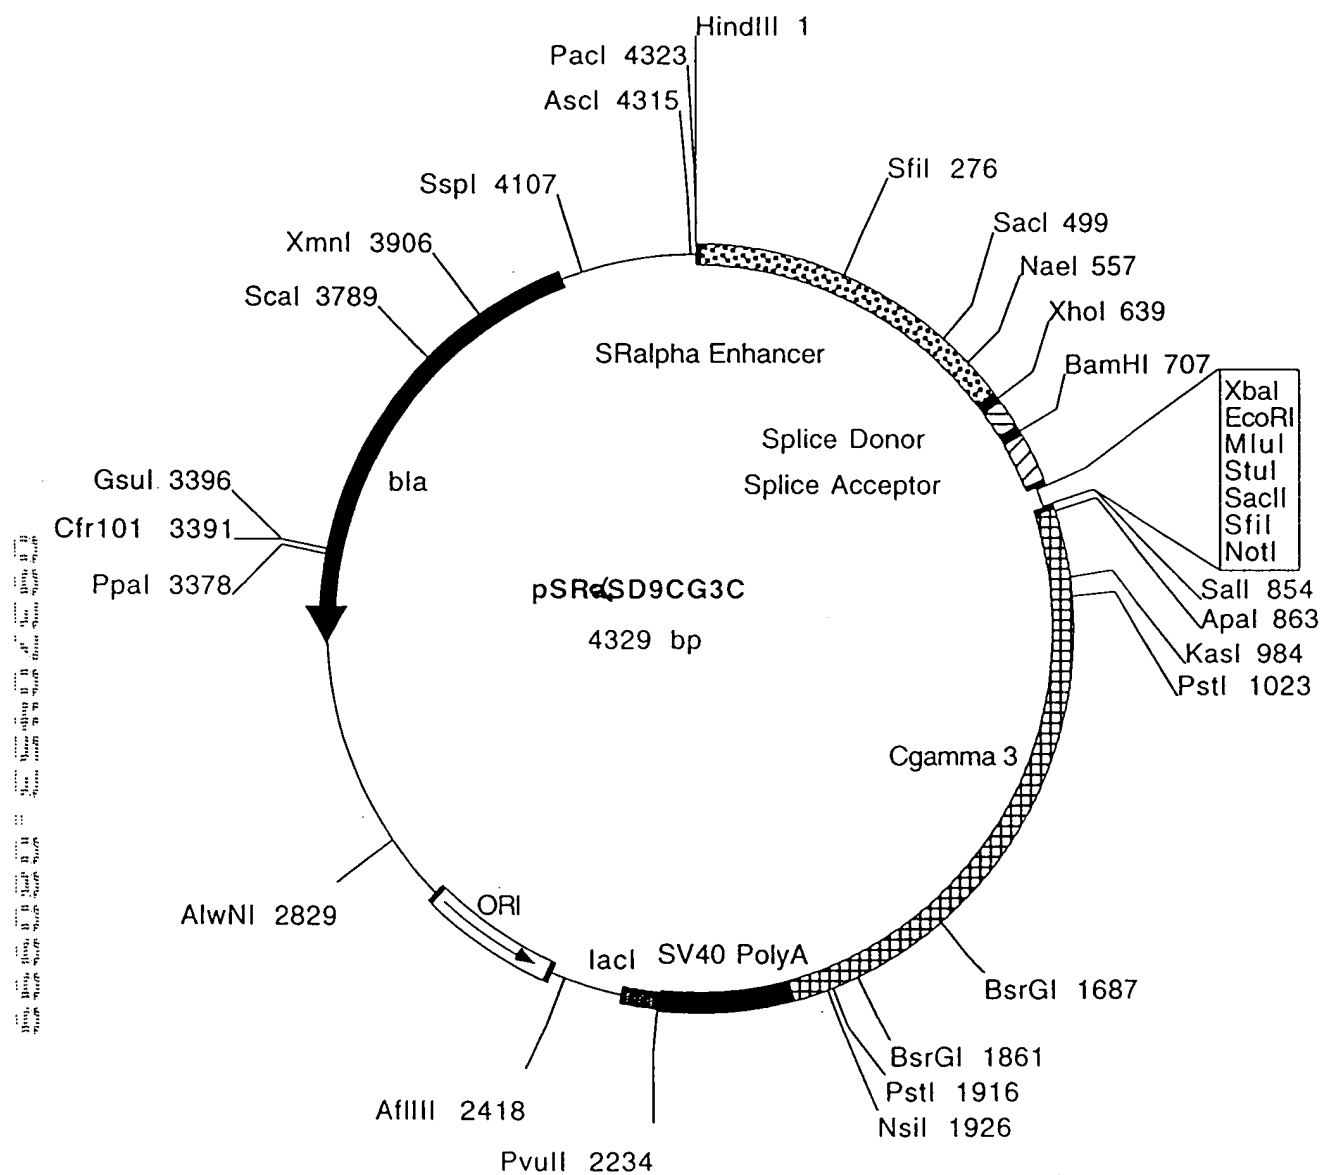 HindIII 1
PacI 4323
AscI 4315
SspI 4107
XmnI 3906
ScaI 3789
SfiI 276
SacI 499
NaeI 557
XhoI 639
BamHI 707
XbaI
EcoRI
MluI
StuI
SacII
SfiI
NotI
SalI 854
ApaI 863
KasI 984
PstI 1023
SRalpha Enhancer
Splice Donor
Splice Acceptor
bla
GsuI 3396
Cfr101 3391
PpaI 3378
pSRαSD9CG3C
4329 bp
Cgamma 3
AlwNI 2829
ORI
lacI
SV40 PolyA
BsrGI 1687
BsrGI 1861
PstI 1916
NsiI 1926
AflIII 2418
PvuII 2234